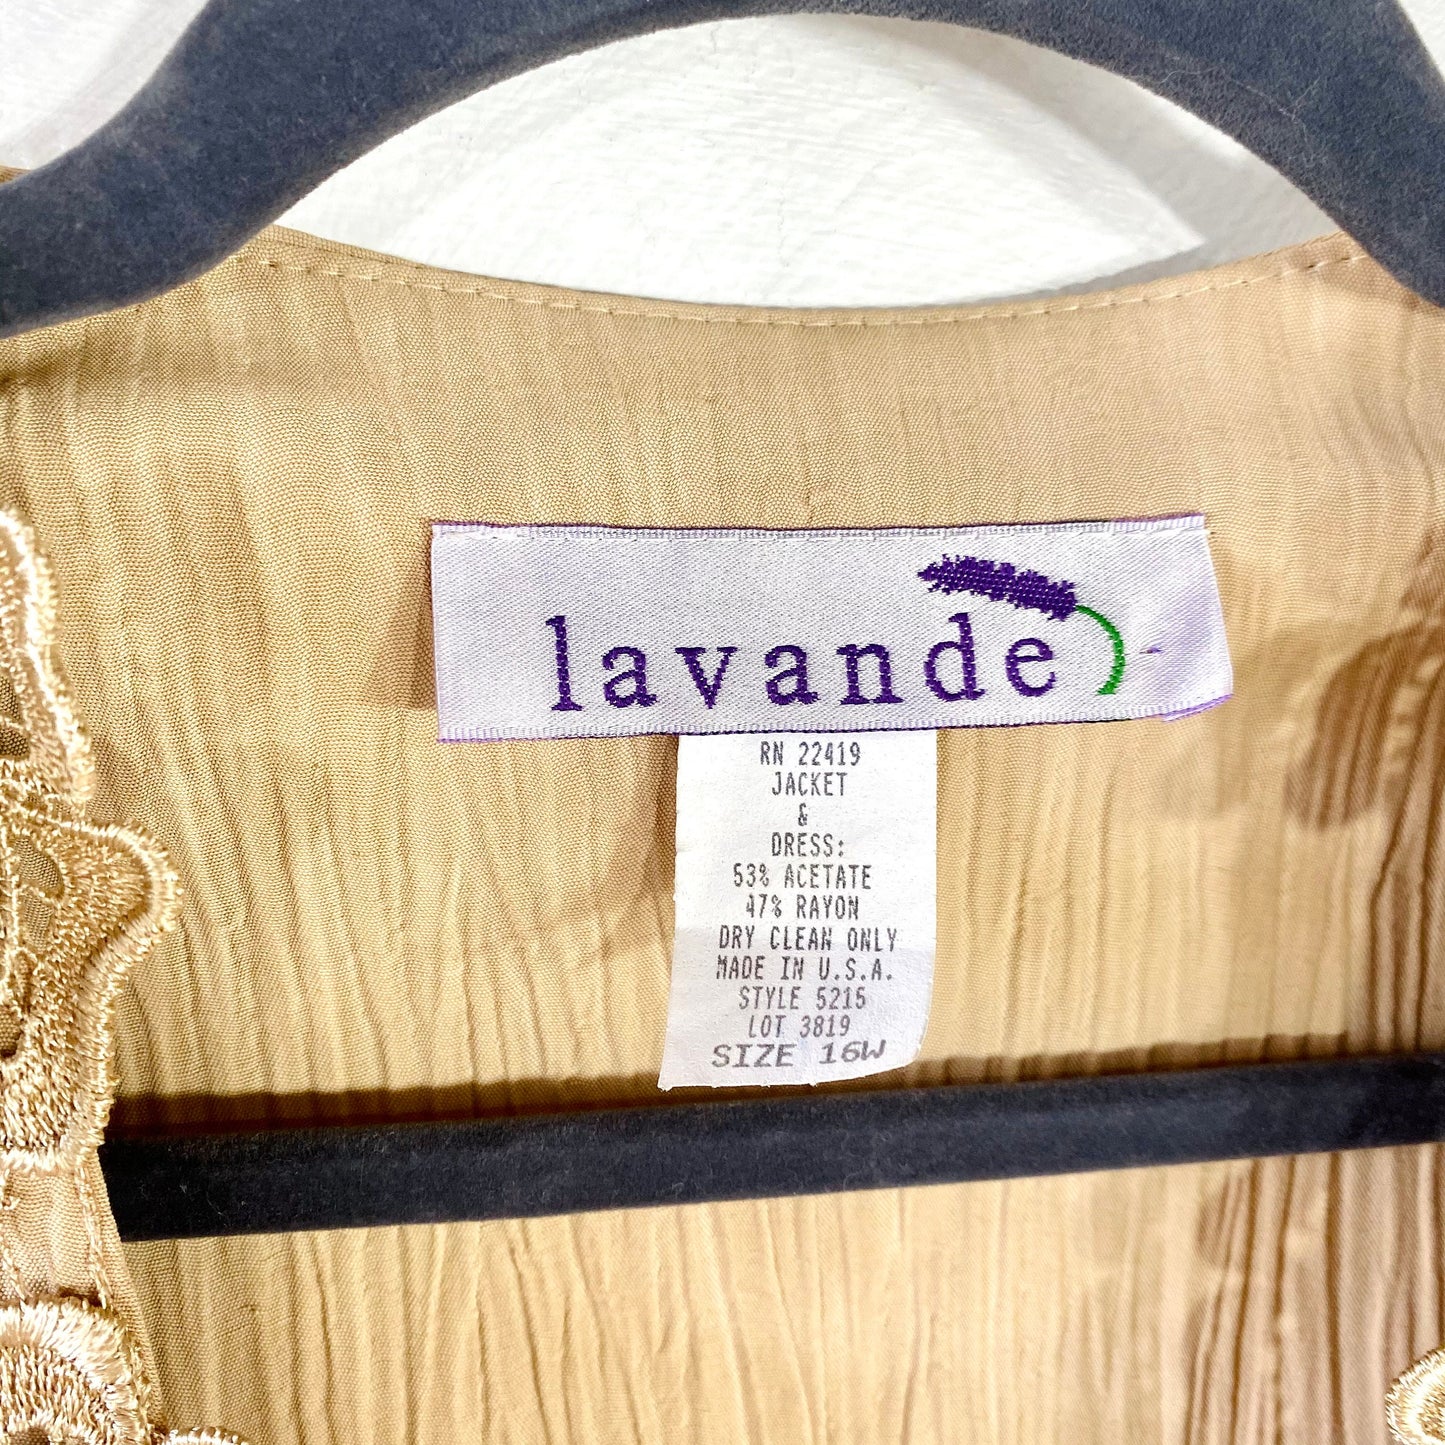 lavande
RN 22419
JACKET
&
DRESS:
53% ACETATE
47% RAYON
DRY CLEAN ONLY
MADE IN U.S.A.
STYLE 5215
LOT 3819
SIZE 16W